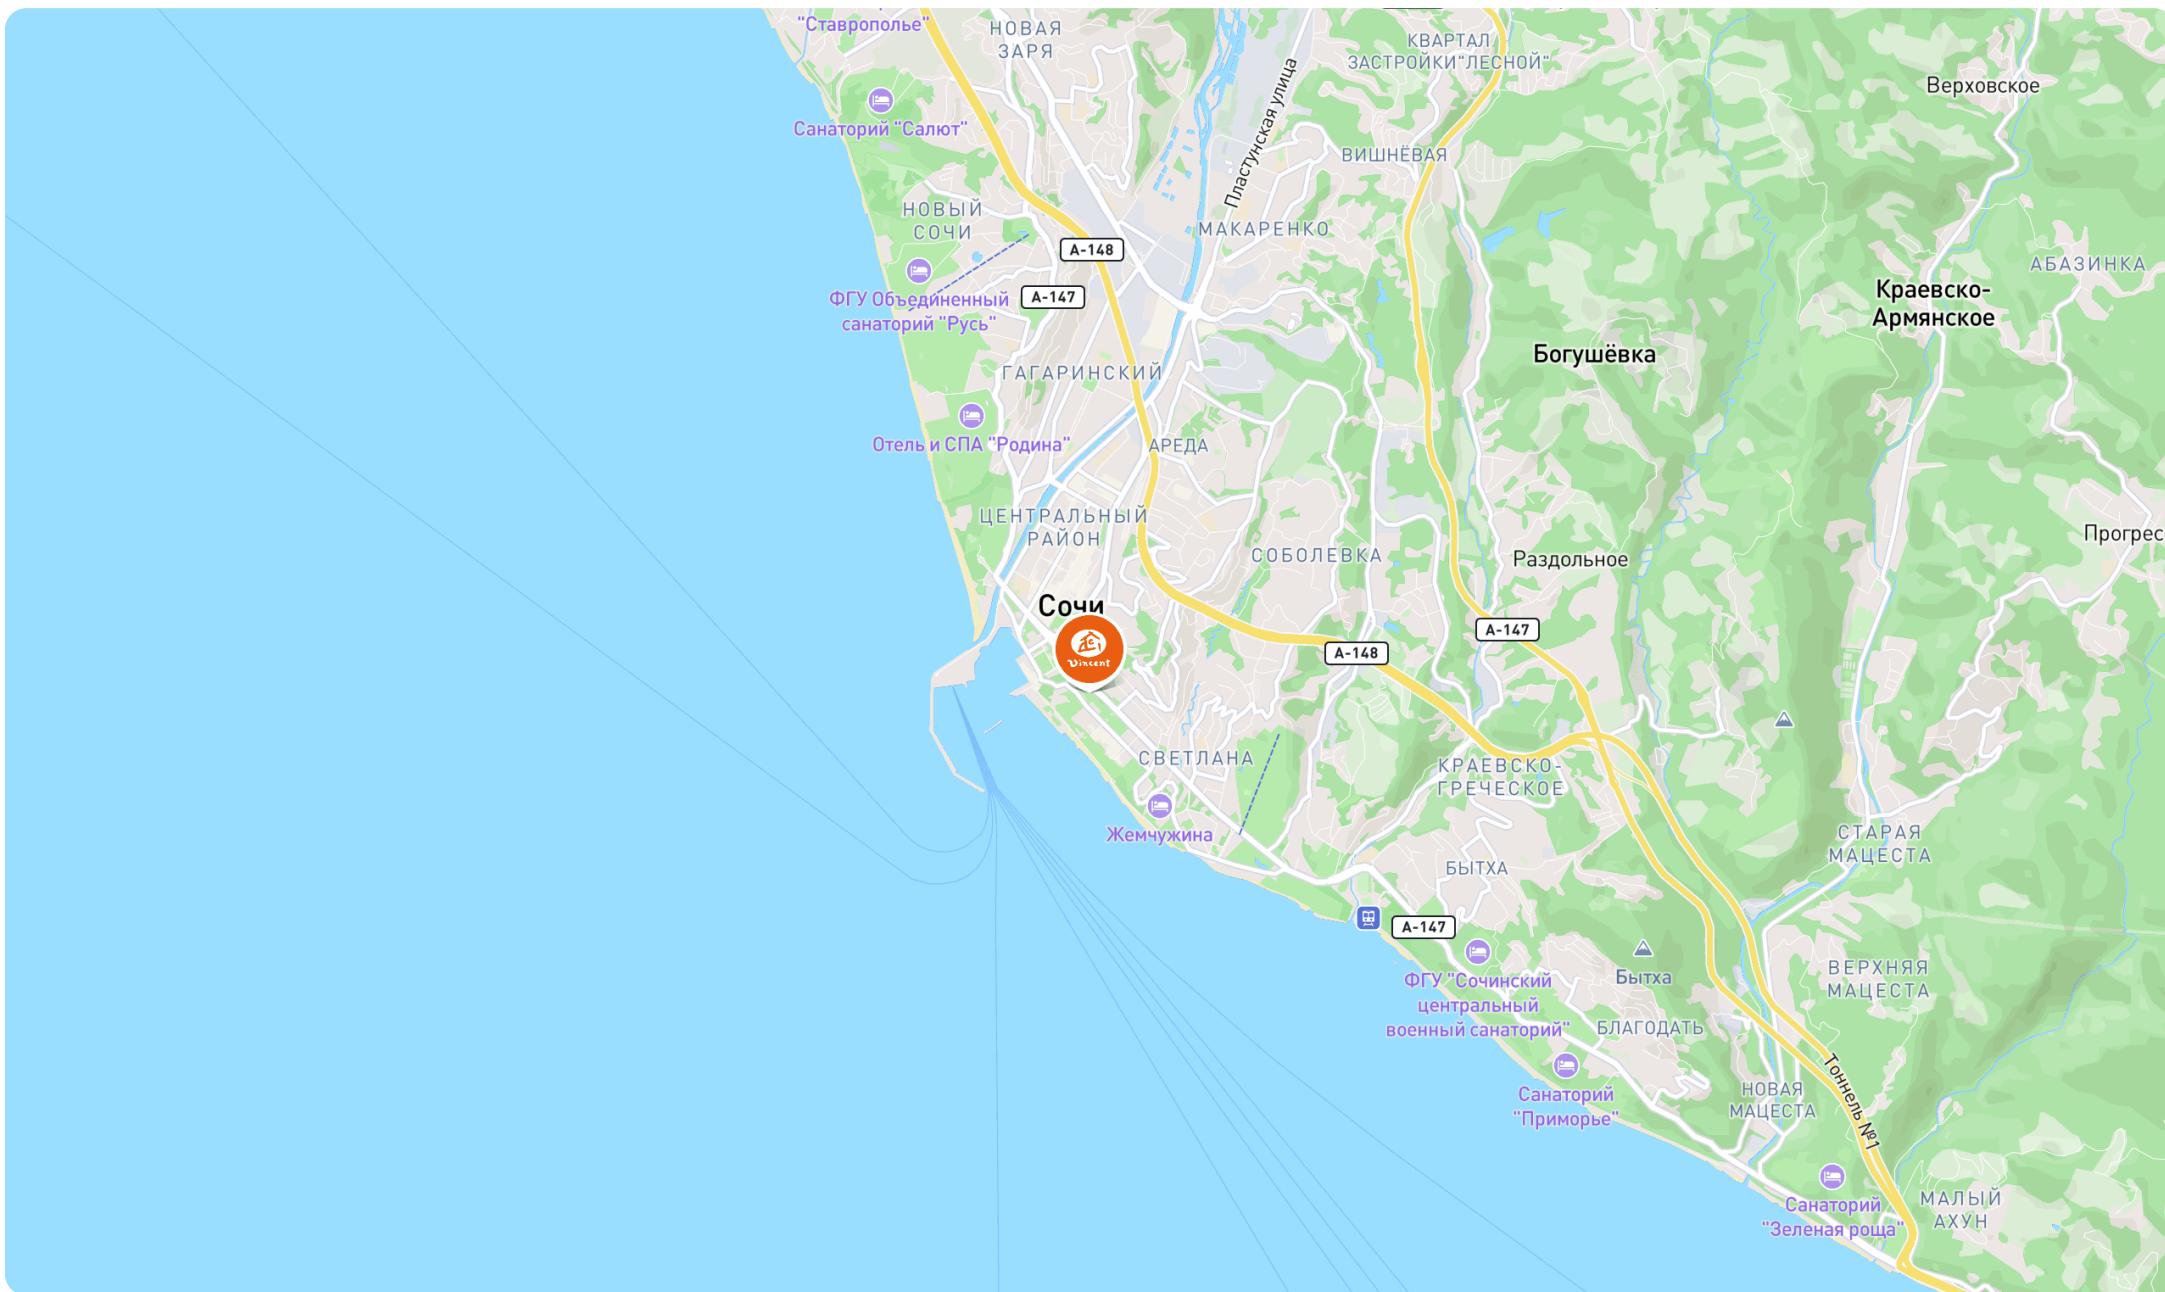 "Ставрополье"
НОВАЯ
ЗАРЯ
КВАРТАЛ
ЗАСТРОЙКИ"ЛЕСНОЙ"
Верховское
Санаторий "Салют"
Пластунская улица
ВИШНЁВАЯ
НОВЫЙ
СОЧИ
МАКАРЕНКО
А-148
АБАЗИНКА
ФГУ Объединенный
санаторий "Русь"
А-147
Краевско-
Армянское
Богушёвка
ГАГАРИНСКИЙ
Отель и СПА "Родина"
АРЕДА
ЦЕНТРАЛЬНЫЙ
РАЙОН
Прогрес
СОБОЛЕВКА
Раздольное
Сочи
Vincent
А-148
А-147
СВЕТЛАНА
КРАЕВСКО-
ГРЕЧЕСКОЕ
Жемчужина
СТАРАЯ
МАЦЕСТА
БЫТХА
А-147
ФГУ "Сочинский
центральный
военный санаторий"
Бытха
ВЕРХНЯЯ
МАЦЕСТА
БЛАГОДАТЬ
Санаторий
"Приморье"
НОВАЯ
МАЦЕСТА
Тоннель №1
Санаторий
"Зеленая роща"
МАЛЫЙ
АХУН